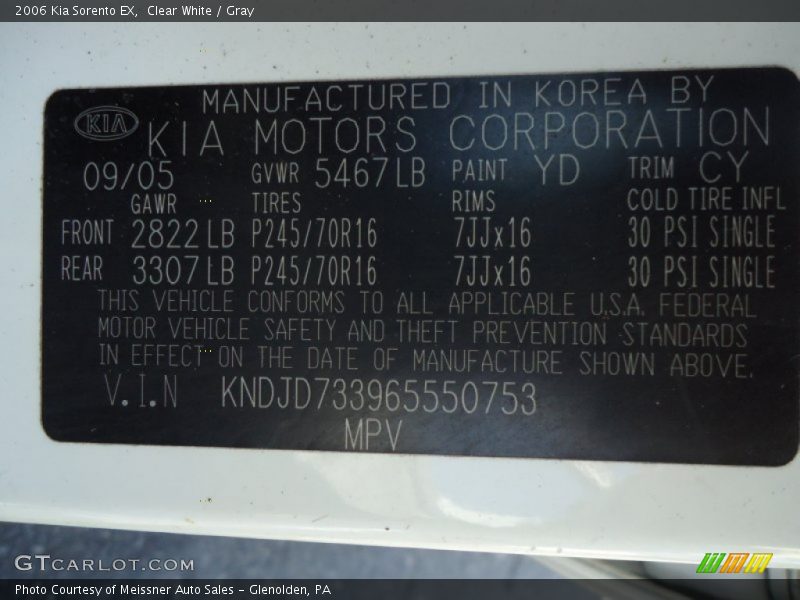 2006 Kia Sorento EX,  Clear White / Gray
MANUFACTURED IN KOREA BY
KIA KIA MOTORS CORPORATION
09/05 GVWR 5467LB PAINT YD TRIM CY
GAWR TIRES RIMS COLD TIRE INFL
FRONT 2822LB P245/70R16 7JJx16 30 PSI SINGLE
REAR 3307LB P245/70R16 7JJx16 30 PSI SINGLE
THIS VEHICLE CONFORMS TO ALL APPLICABLE U.S.A. FEDERAL
MOTOR VEHICLE SAFETY AND THEFT PREVENTION STANDARDS
IN EFFECT ON THE DATE OF MANUFACTURE SHOWN ABOVE.
V.I.N KNDJD733965550753
MPV
GTCARLOT.COM
Photo Courtesy of Meissner Auto Sales - Glenolden, PA